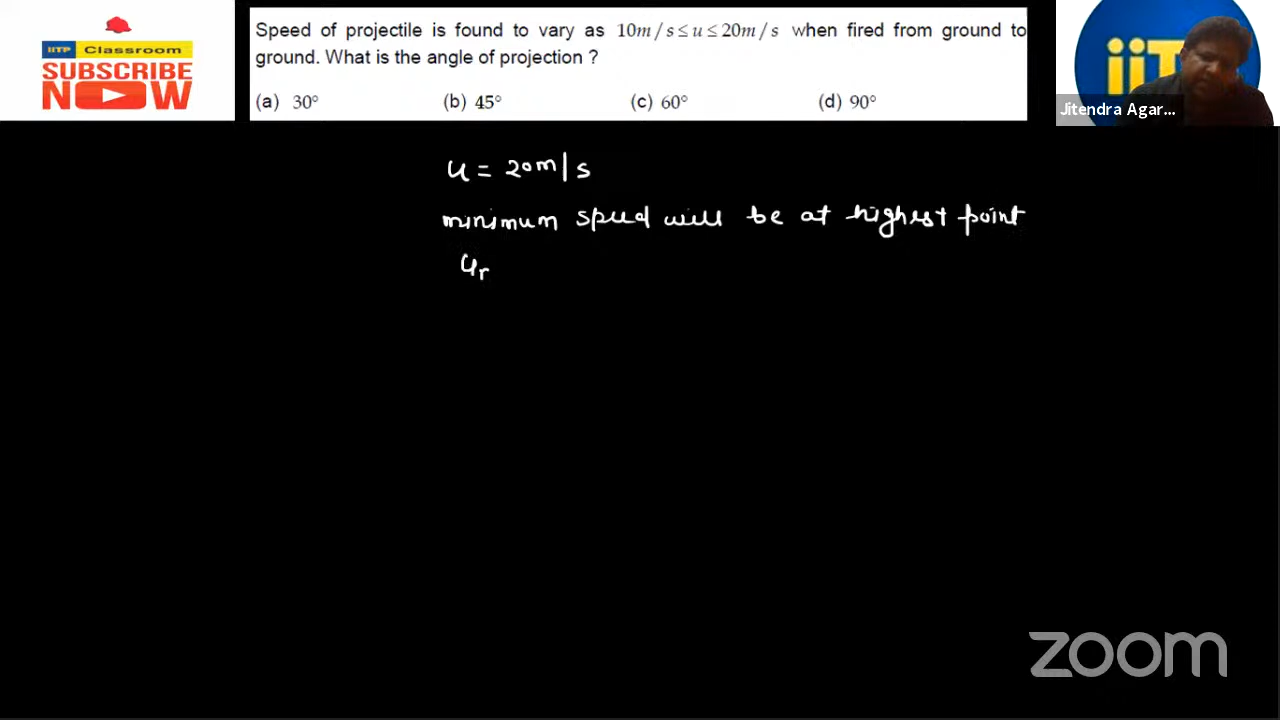 IITP Classroom
SUBSCRIBE
NOW
Speed of projectile is found to vary as 10m / s ≤ u ≤ 20m / s when fired from ground to
ground. What is the angle of projection ?
(a) 30° (b) 45° (c) 60° (d) 90°
Jitendra Agar...
u = 20m/s
minimum speed will be at highest point
zoom